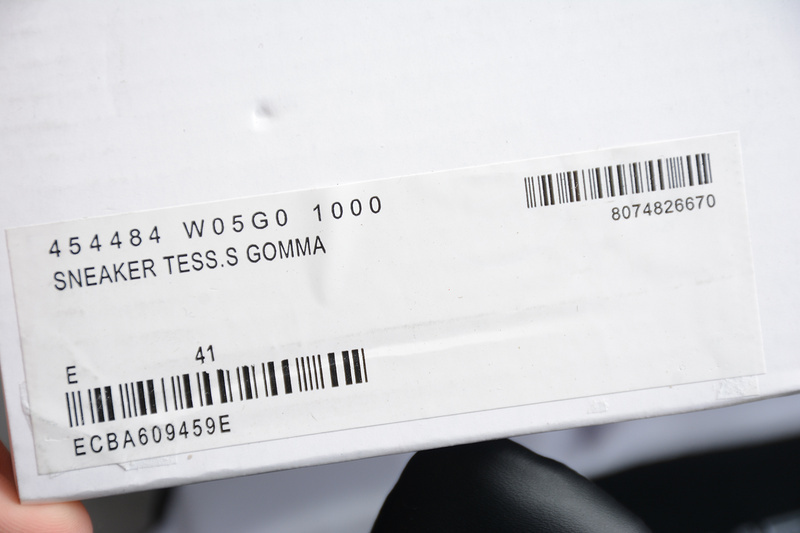 454484 W05G0 1000
SNEAKER TESS.S GOMMA
8074826670
E 41
ECBA609459E